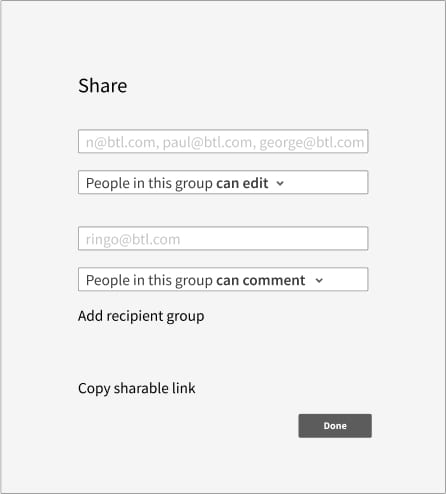 Share
n@btl.com, paul@btl.com, george@btl.com
People in this group can edit
ringo@btl.com
People in this group can comment
Add recipient group
Copy sharable link
Done